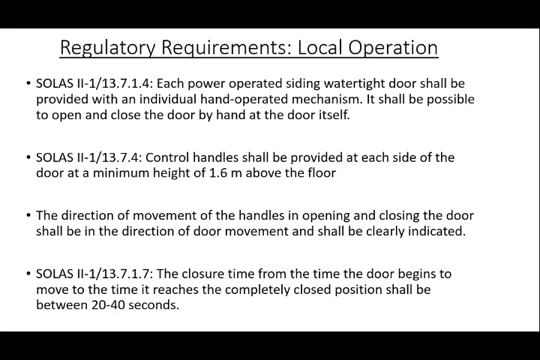 Regulatory Requirements: Local Operation
• SOLAS II-1/13.7.1.4: Each power operated siding watertight door shall be
provided with an individual hand-operated mechanism. It shall be possible
to open and close the door by hand at the door itself.
• SOLAS II-1/13.7.4: Control handles shall be provided at each side of the
door at a minimum height of 1.6 m above the floor
• The direction of movement of the handles in opening and closing the door
shall be in the direction of door movement and shall be clearly indicated.
• SOLAS II-1/13.7.1.7: The closure time from the time the door begins to
move to the time it reaches the completely closed position shall be
between 20-40 seconds.